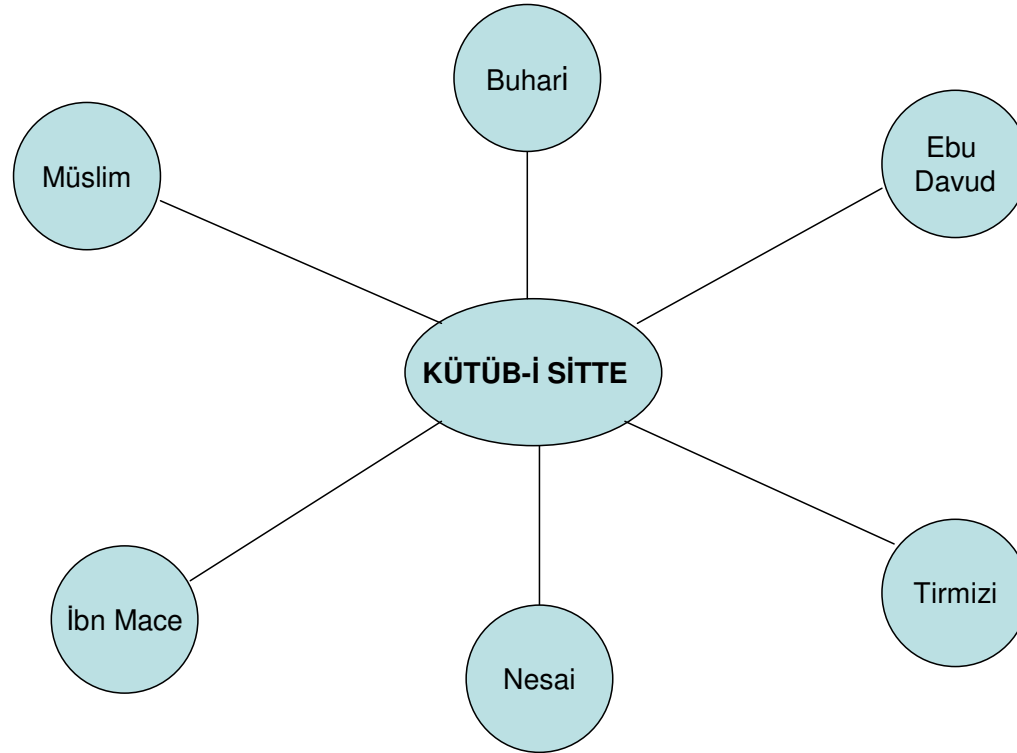 Buhari
Müslim
Ebu
Davud
KÜTÜB-İ SİTTE
İbn Mace
Nesai
Tirmizi